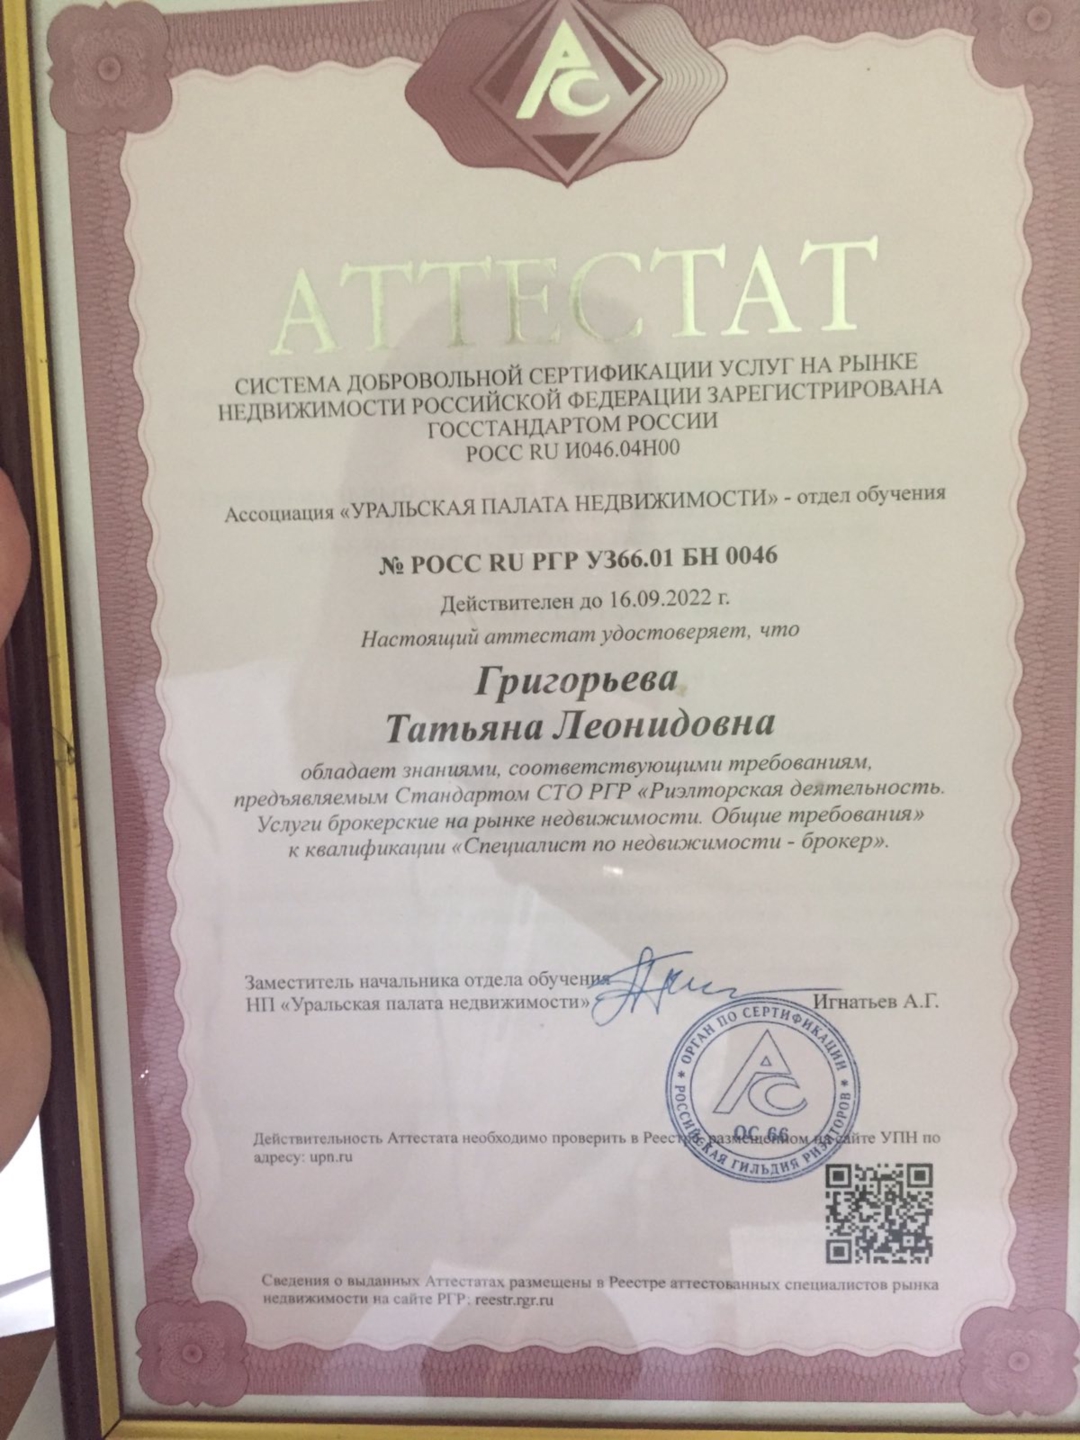 АС
АТТЕСТАТ
СИСТЕМА ДОБРОВОЛЬНОЙ СЕРТИФИКАЦИИ УСЛУГ НА РЫНКЕ
НЕДВИЖИМОСТИ РОССИЙСКОЙ ФЕДЕРАЦИИ ЗАРЕГИСТРИРОВАНА
ГОССТАНДАРТОМ РОССИИ
РОСС RU И046.04Н00
Ассоциация «УРАЛЬСКАЯ ПАЛАТА НЕДВИЖИМОСТИ» - отдел обучения
№ РОСС RU РГР УЗ66.01 БН 0046
Действителен до 16.09.2022 г.
Настоящий аттестат удостоверяет, что
Григорьева
Татьяна Леонидовна
обладает знаниями, соответствующими требованиям,
предъявляемым Стандартом СТО РГР «Риэлторская деятельность.
Услуги брокерские на рынке недвижимости. Общие требования»
к квалификации «Специалист по недвижимости - брокер».
Заместитель начальника отдела обучения
НП «Уральская палата недвижимости»
Игнатьев А.Г.
ОРГАН ПО СЕРТИФИКАЦИИ
АС
ОС 66
РОССИЙСКАЯ ГИЛЬДИЯ РИЭЛТОРОВ
Действительность Аттестата необходимо проверить в Реестре, размещенном на сайте УПН по
адресу: upn.ru
Сведения о выданных Аттестатах размещены в Реестре аттестованных специалистов рынка
недвижимости на сайте РГР: reestr.rgr.ru